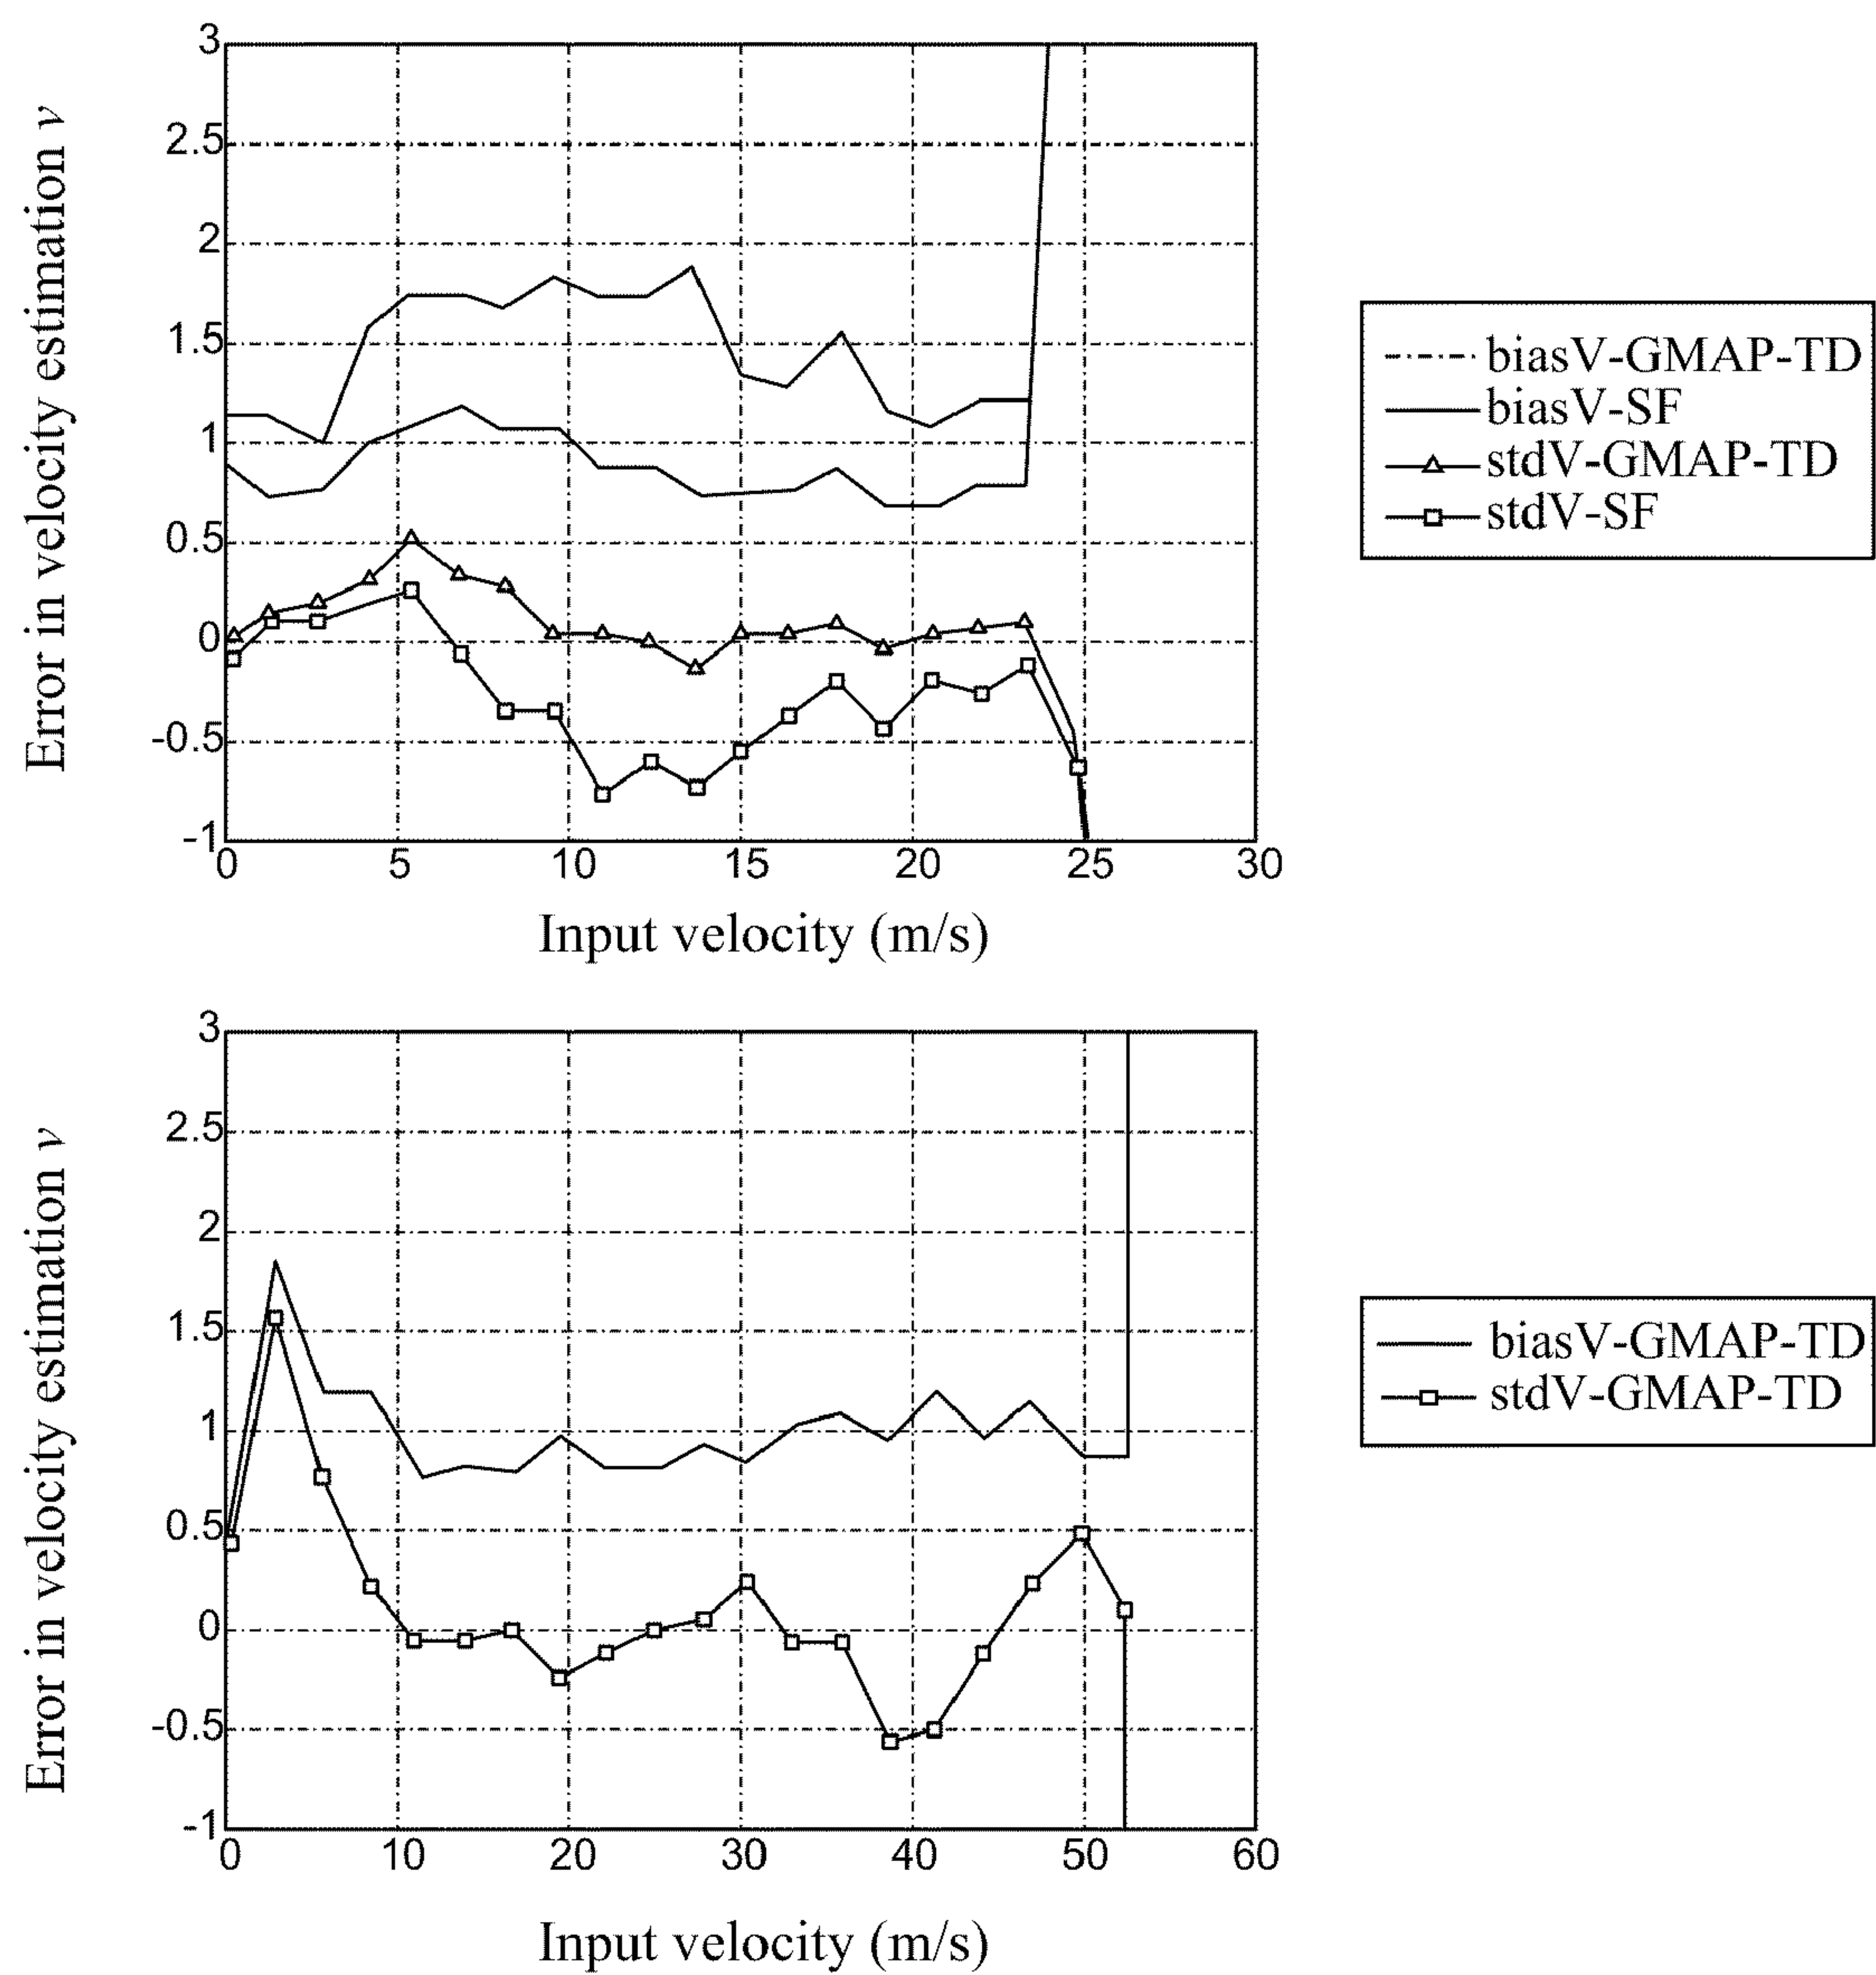 Error in velocity estimation v
3
2.5
2
1.5
1
0.5
0
-0.5
-1
0 5 10 15 20 25 30
Input velocity (m/s)
biasV-GMAP-TD
biasV-SF
stdV-GMAP-TD
stdV-SF
Error in velocity estimation v
3
2.5
2
1.5
1
0.5
0
-0.5
-1
0 10 20 30 40 50 60
Input velocity (m/s)
biasV-GMAP-TD
stdV-GMAP-TD